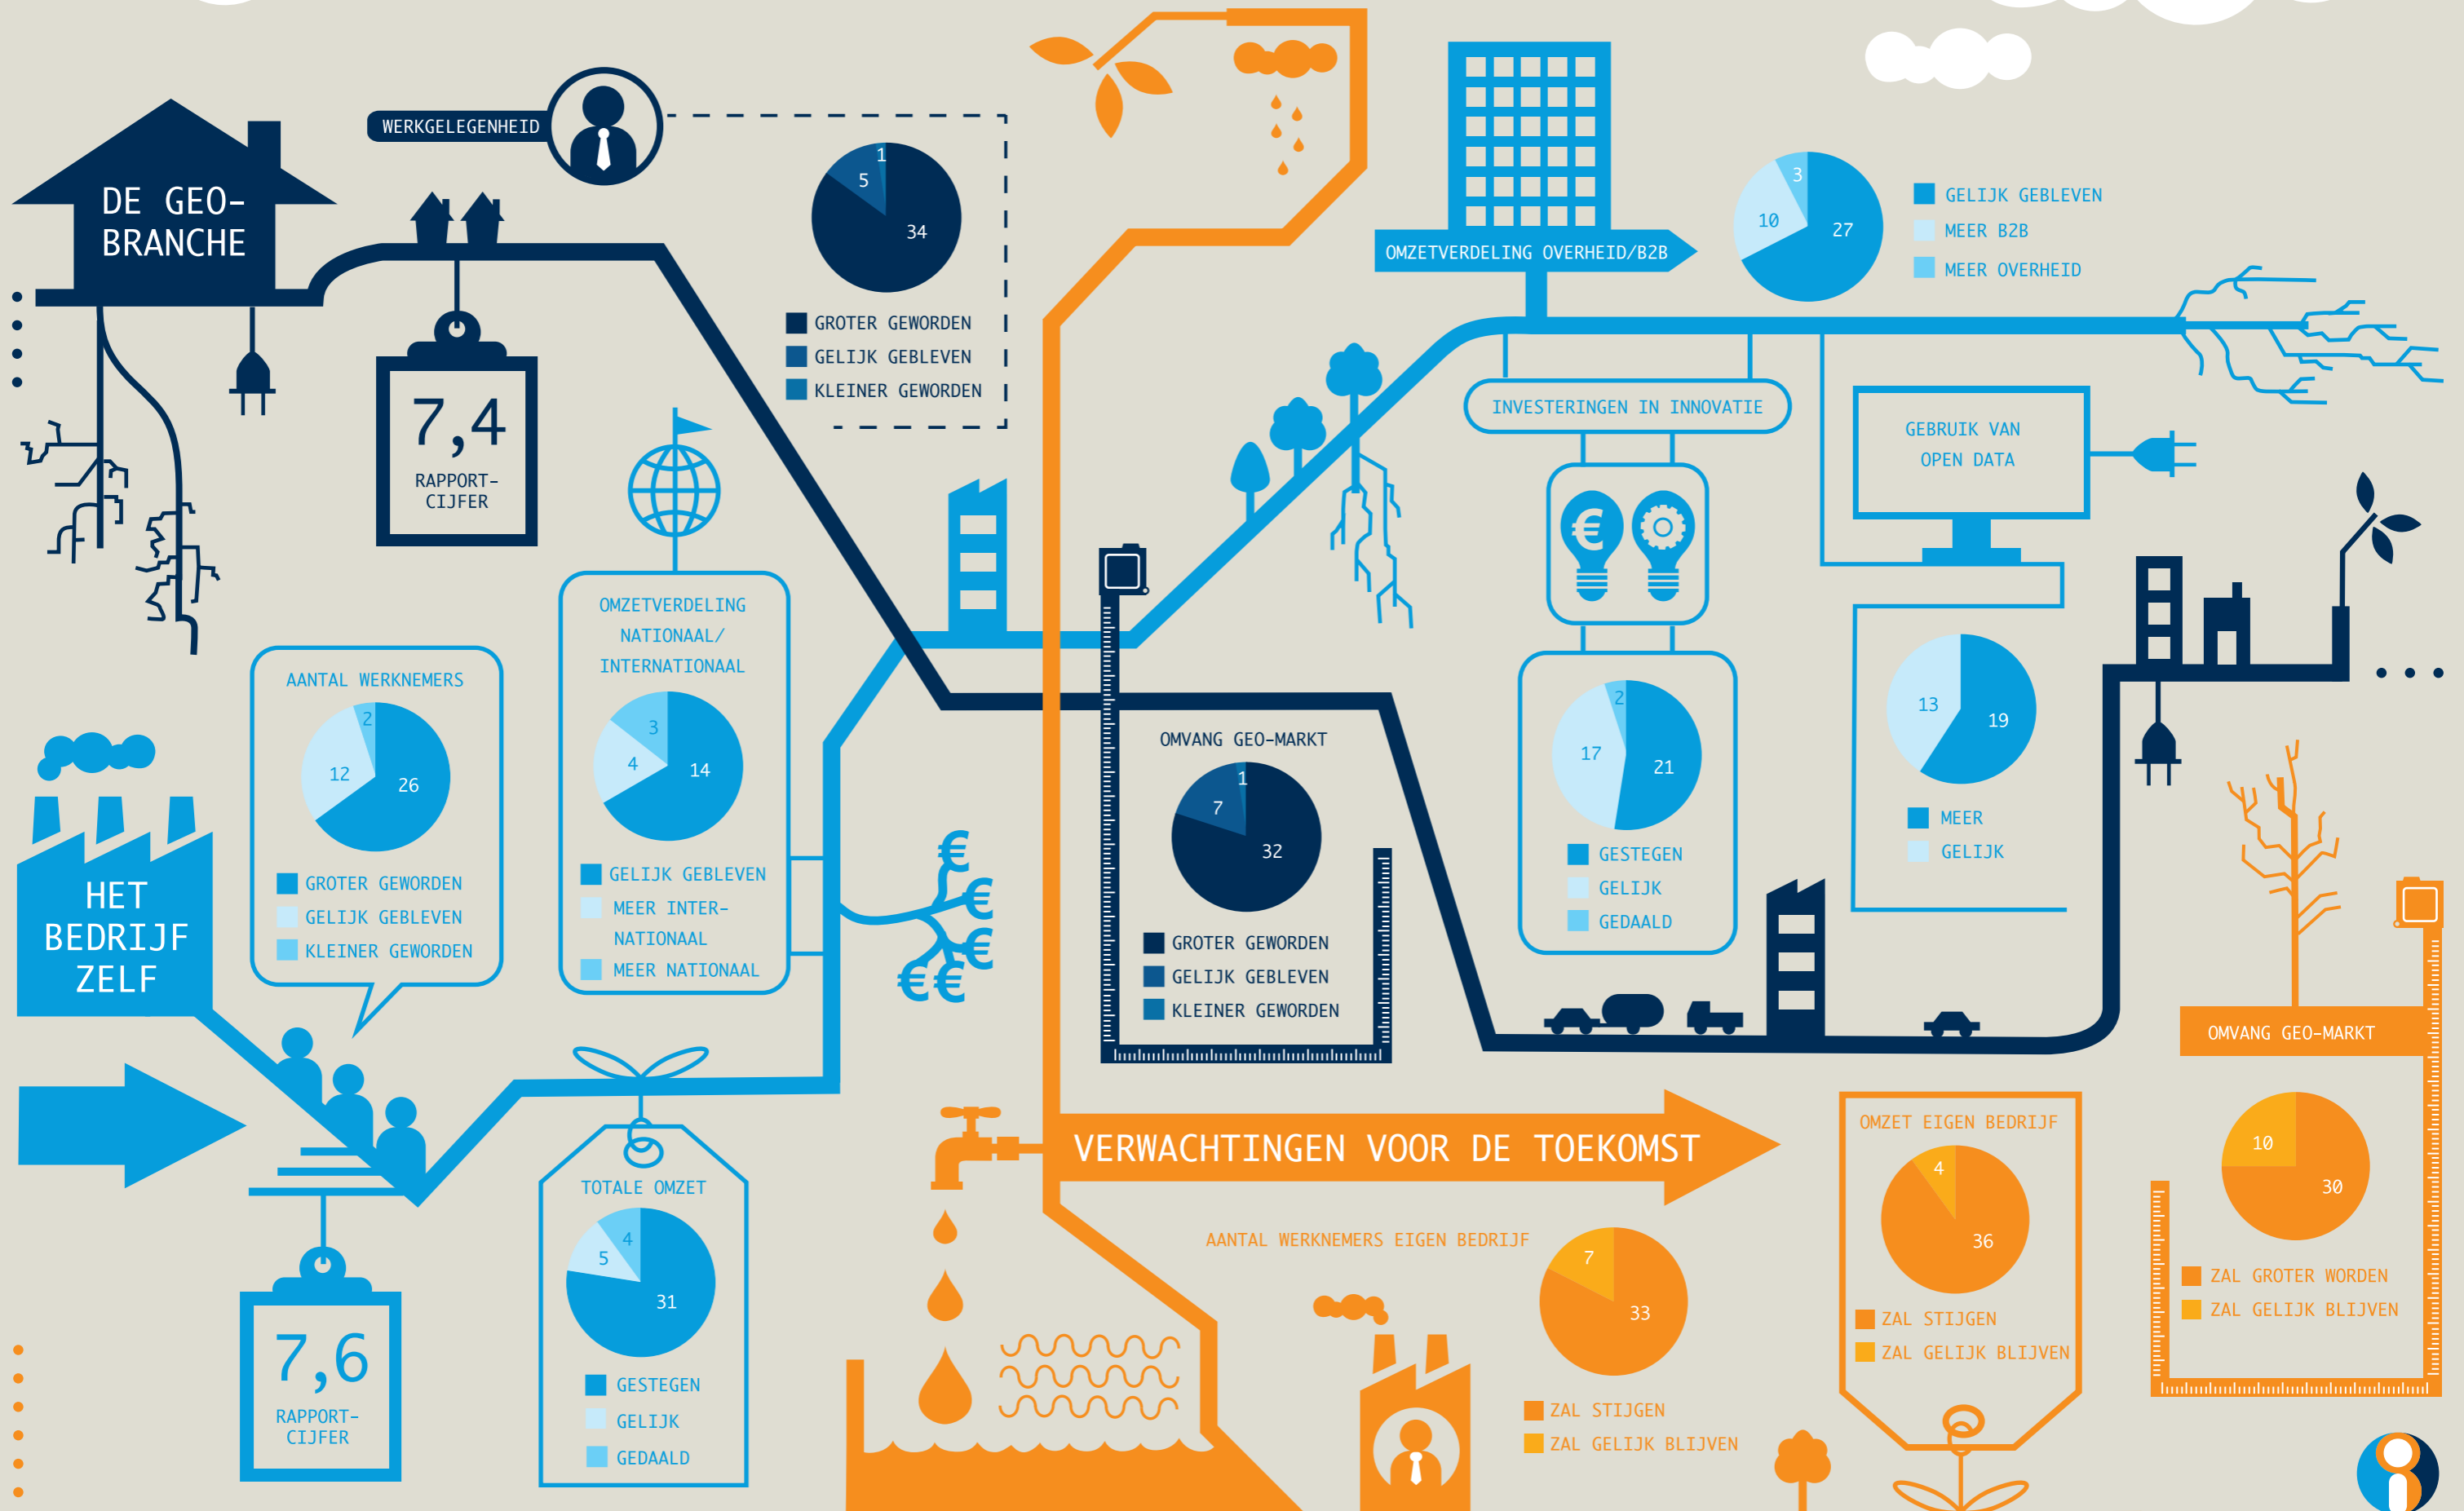 DE GEO-
BRANCHE
WERKGELEGENHEID
1
5
34
GROTER GEWORDEN
GELIJK GEBLEVEN
KLEINER GEWORDEN
7,4
RAPPORT-
CIJFER
OMZETVERDELING OVERHEID/B2B
3
10
27
GELIJK GEBLEVEN
MEER B2B
MEER OVERHEID
INVESTERINGEN IN INNOVATIE
€
2
17
21
GESTEGEN
GELIJK
GEDAALD
GEBRUIK VAN
OPEN DATA
13
19
MEER
GELIJK
AANTAL WERKNEMERS
2
12
26
GROTER GEWORDEN
GELIJK GEBLEVEN
KLEINER GEWORDEN
OMZETVERDELING
NATIONAAL/
INTERNATIONAAL
3
4
14
GELIJK GEBLEVEN
MEER INTER-
NATIONAAL
MEER NATIONAAL
€
€
€
€€
OMVANG GEO-MARKT
1
7
32
GROTER GEWORDEN
GELIJK GEBLEVEN
KLEINER GEWORDEN
HET
BEDRIJF
ZELF
7,6
RAPPORT-
CIJFER
TOTALE OMZET
4
5
31
GESTEGEN
GELIJK
GEDAALD
VERWACHTINGEN VOOR DE TOEKOMST
AANTAL WERKNEMERS EIGEN BEDRIJF
7
33
ZAL STIJGEN
ZAL GELIJK BLIJVEN
OMZET EIGEN BEDRIJF
4
36
ZAL STIJGEN
ZAL GELIJK BLIJVEN
OMVANG GEO-MARKT
10
30
ZAL GROTER WORDEN
ZAL GELIJK BLIJVEN